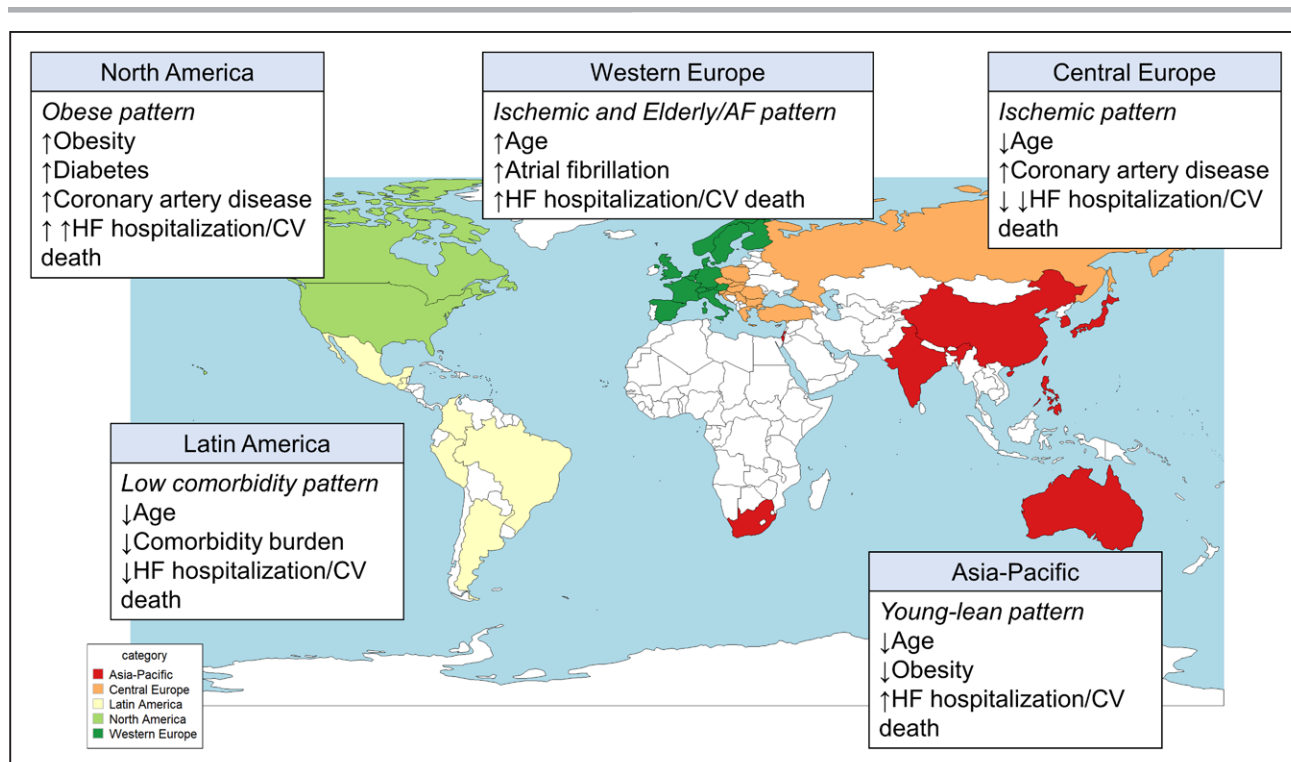 North America
Obese pattern
↑Obesity
↑Diabetes
↑Coronary artery disease
↑ ↑HF hospitalization/CV
death
Western Europe
Ischemic and Elderly/AF pattern
↑Age
↑Atrial fibrillation
↑HF hospitalization/CV death
Central Europe
Ischemic pattern
↓Age
↑Coronary artery disease
↓ ↓HF hospitalization/CV
death
Latin America
Low comorbidity pattern
↓Age
↓Comorbidity burden
↓HF hospitalization/CV
death
Asia-Pacific
Young-lean pattern
↓Age
↓Obesity
↑HF hospitalization/CV
death
category
Asia-Pacific
Central Europe
Latin America
North America
Western Europe